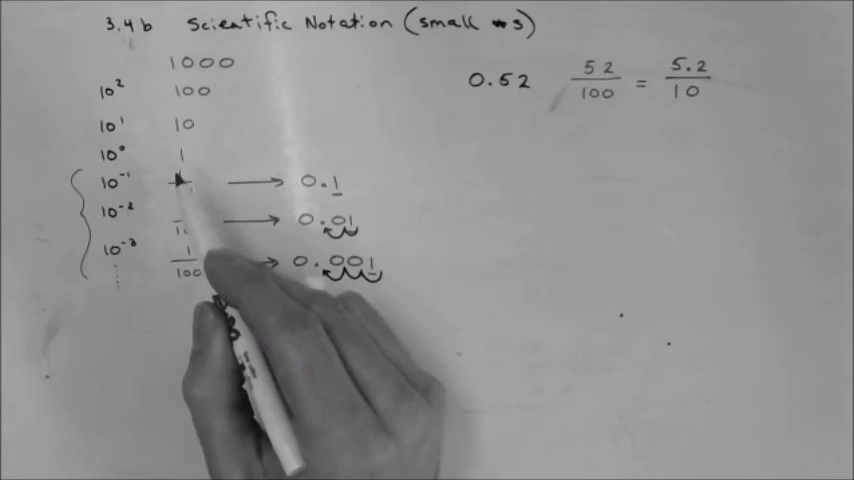 3.4b Scientific Notation (small #s)
1000
10² 100
10¹ 10
10⁰ 1
10⁻¹ → 0.1
10⁻² → 0.01
10⁻³ 1/100 → 0.001
0.52 52/100 = 5.2/10